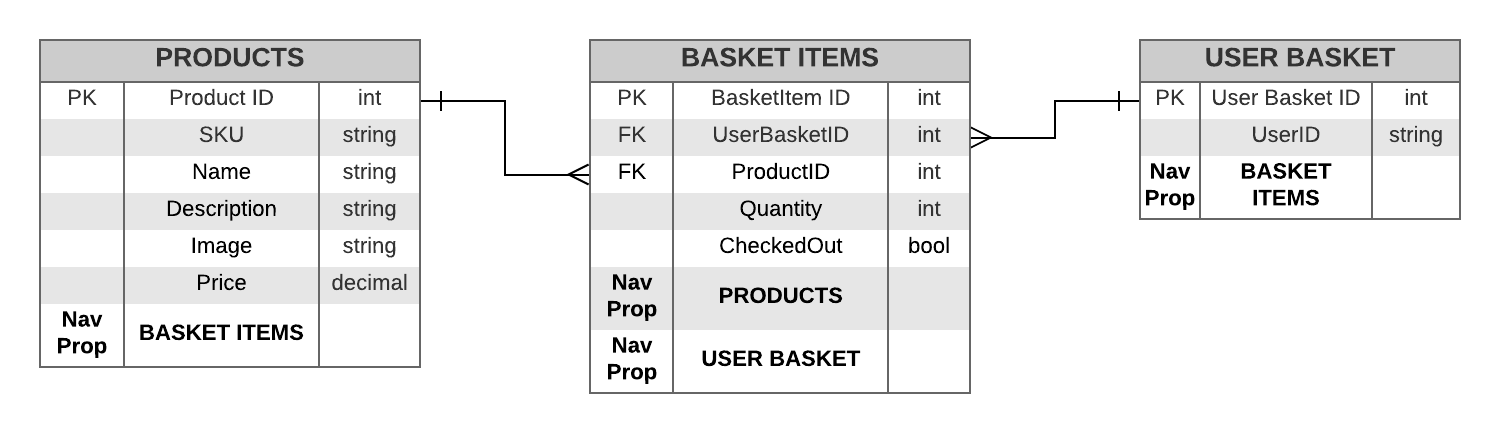 PRODUCTS
PK Product ID int
SKU string
Name string
Description string
Image string
Price decimal
Nav
Prop BASKET ITEMS
BASKET ITEMS
PK BasketItem ID int
FK UserBasketID int
FK ProductID int
Quantity int
CheckedOut bool
Nav
Prop PRODUCTS
Nav
Prop USER BASKET
USER BASKET
PK User Basket ID int
UserID string
Nav BASKET
Prop ITEMS